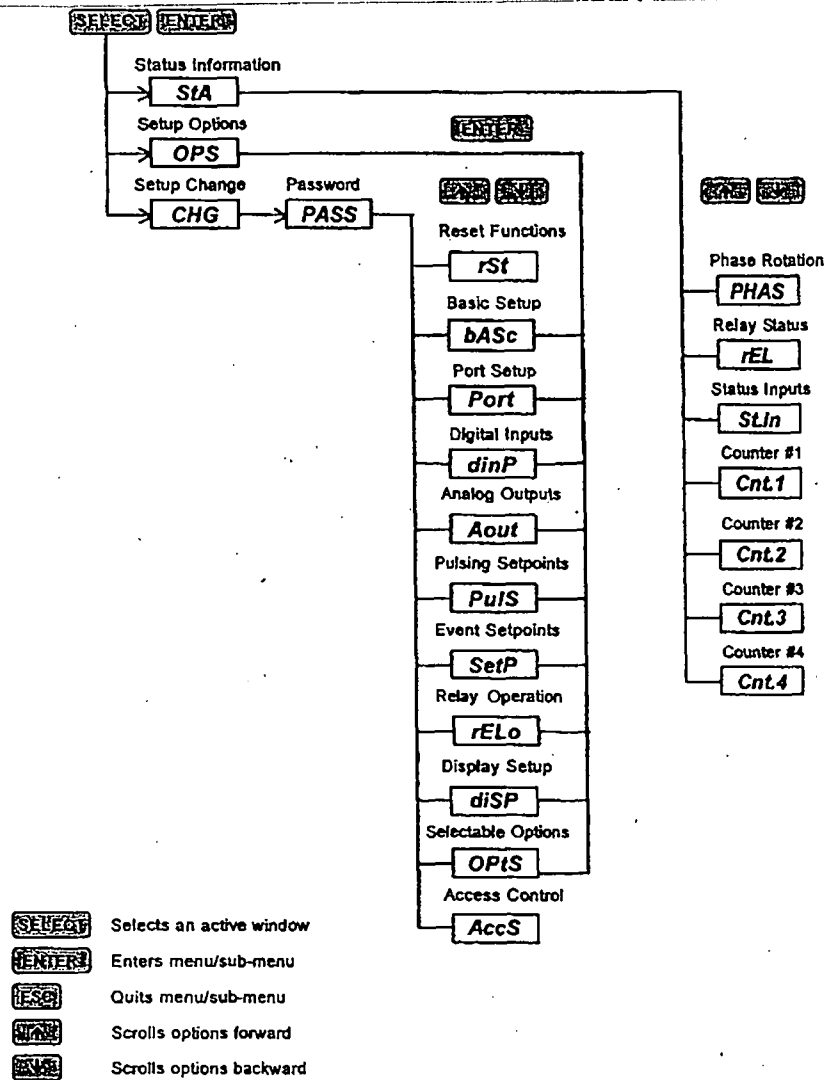 SELECT ENTER
Status Information
StA
Setup Options
OPS
ENTER
Setup Change
CHG
Password
PASS
Reset Functions
rSt
Basic Setup
bASc
Port Setup
Port
Digital Inputs
dinP
Analog Outputs
Aout
Pulsing Setpoints
PulS
Event Setpoints
SetP
Relay Operation
rELo
Display Setup
diSP
Selectable Options
OPtS
Access Control
AccS
Phase Rotation
PHAS
Relay Status
rEL
Status Inputs
St.In
Counter #1
Cnt.1
Counter #2
Cnt.2
Counter #3
Cnt.3
Counter #4
Cnt.4
SELECT Selects an active window
ENTER Enters menu/sub-menu
ESC Quits menu/sub-menu
Scrolls options forward
Scrolls options backward